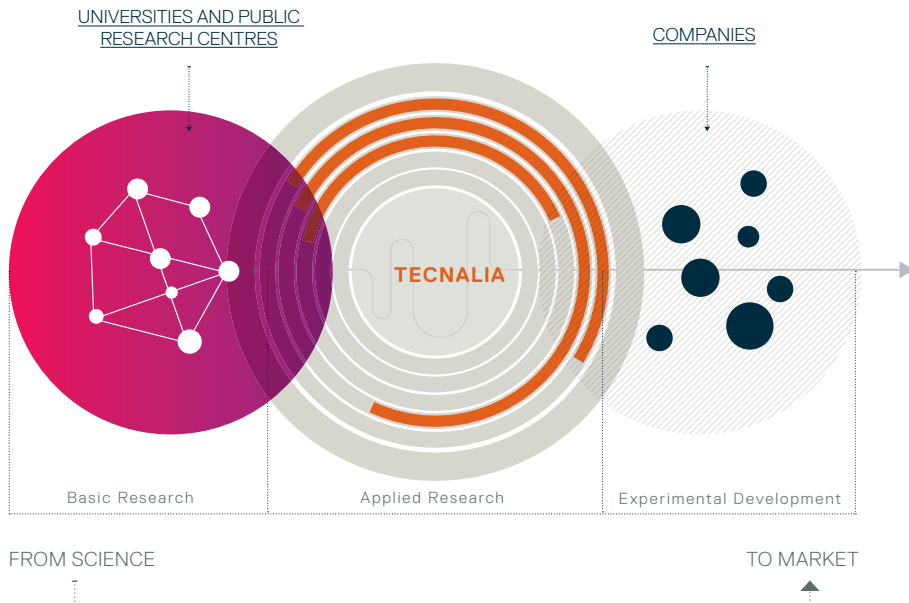 UNIVERSITIES AND PUBLIC
RESEARCH CENTRES
COMPANIES
TECNALIA
Basic Research
Applied Research
Experimental Development
FROM SCIENCE
TO MARKET